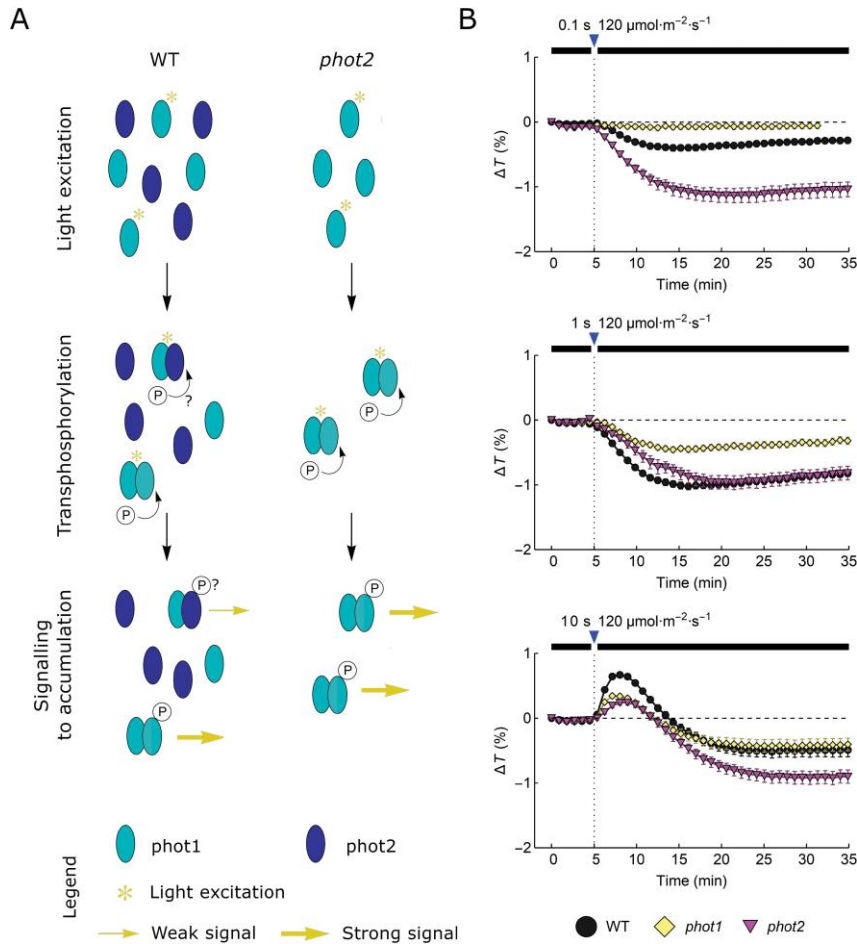 A
WT
phot2
Light excitation
Transphosphorylation
P
?
P
P
P
Signalling
to accumulation
P?
P
P
P
Legend
phot1
phot2
Light excitation
Weak signal
Strong signal
B
0.1 s 120 µmol·m⁻²·s⁻¹
1
0
−1
−2
ΔT (%)
0 5 10 15 20 25 30 35
Time (min)
1 s 120 µmol·m⁻²·s⁻¹
1
0
−1
−2
ΔT (%)
0 5 10 15 20 25 30 35
Time (min)
10 s 120 µmol·m⁻²·s⁻¹
1
0
−1
−2
ΔT (%)
0 5 10 15 20 25 30 35
Time (min)
WT phot1 phot2